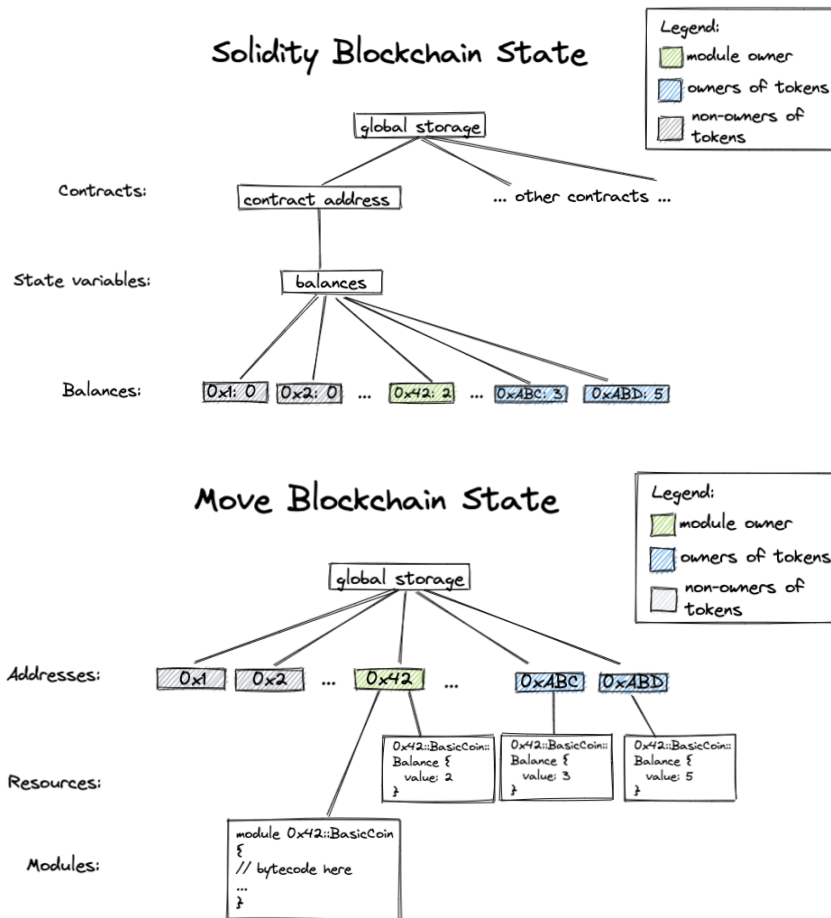 Solidity Blockchain State
Legend:
module owner
owners of tokens
non-owners of
tokens
global storage
Contracts:
contract address
... other contracts ...
State variables:
balances
Balances:
0x1: 0
0x2: 0
...
0x42: 2
...
0xABC: 3
0xABD: 5
Move Blockchain State
Legend:
module owner
owners of tokens
non-owners of
tokens
global storage
Addresses:
0x1
0x2
...
0x42
...
0xABC
0xABD
Resources:
0x42::BasicCoin::
Balance {
value: 2
}
0x42::BasicCoin::
Balance {
value: 3
}
0x42::BasicCoin::
Balance {
value: 5
}
Modules:
module 0x42::BasicCoin
{
// bytecode here
...
}